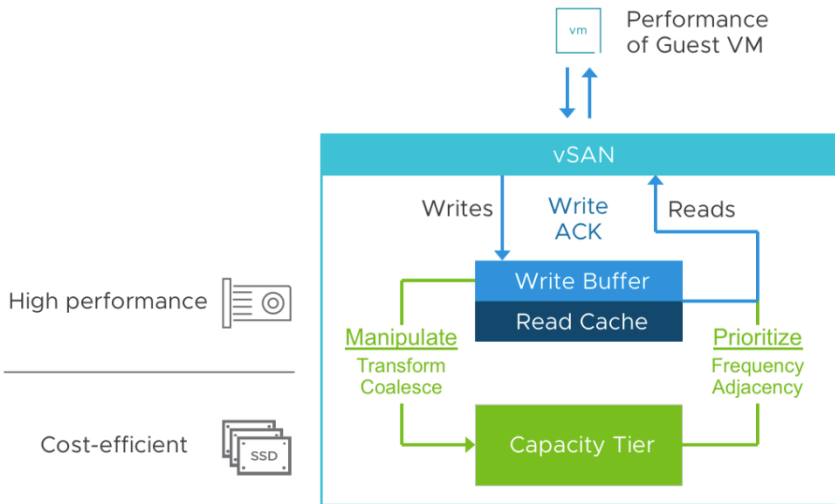 vm
Performance
of Guest VM
vSAN
Writes
Write
ACK
Reads
Write Buffer
Read Cache
High performance
Manipulate
Transform
Coalesce
Prioritize
Frequency
Adjacency
Cost-efficient
SSD
Capacity Tier